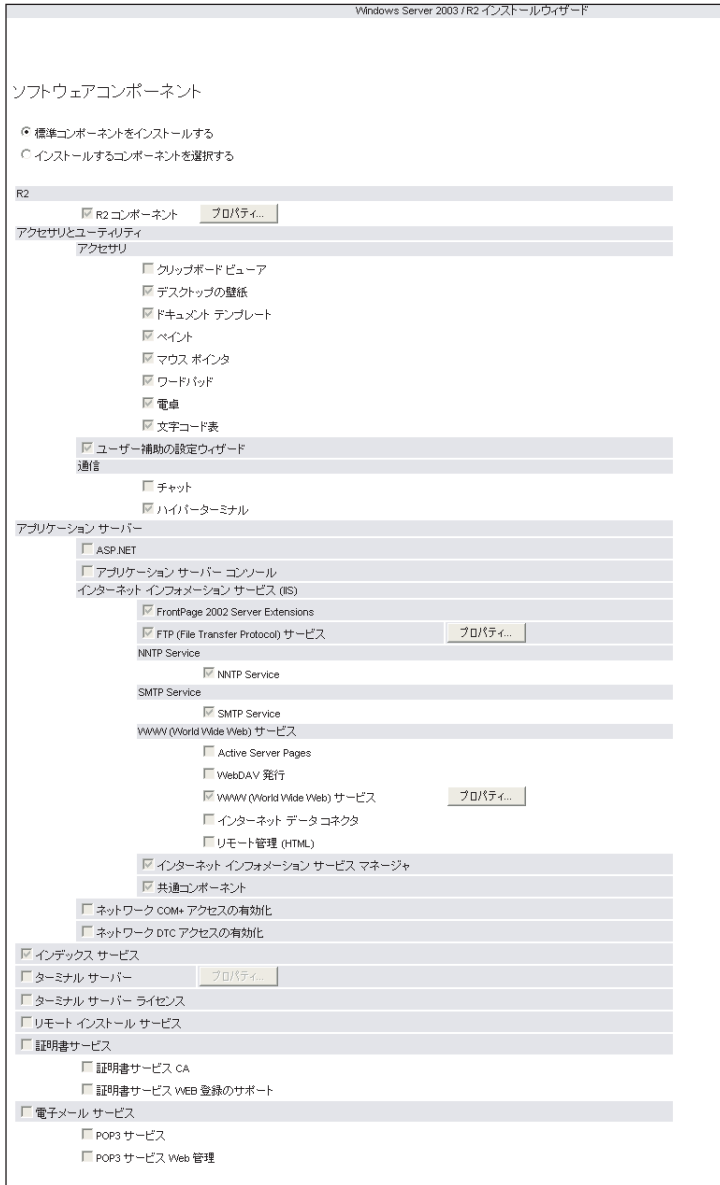 Windows Server 2003 / R2 インストールウィザード
ソフトウェアコンポーネント
標準コンポーネントをインストールする
インストールするコンポーネントを選択する
R2
R2 コンポーネント プロパティ...
アクセサリとユーティリティ
アクセサリ
クリップボード ビューア
デスクトップの壁紙
ドキュメント テンプレート
ペイント
マウス ポインタ
ワードパッド
電卓
文字コード表
ユーザー補助の設定ウィザード
通信
チャット
ハイパーターミナル
アプリケーション サーバー
ASP.NET
アプリケーション サーバー コンソール
インターネット インフォメーション サービス (IIS)
FrontPage 2002 Server Extensions
FTP (File Transfer Protocol) サービス プロパティ...
NNTP Service
NNTP Service
SMTP Service
SMTP Service
WWW (World Wide Web) サービス
Active Server Pages
WebDAV 発行
WWW (World Wide Web) サービス プロパティ...
インターネット データ コネクタ
リモート管理 (HTML)
インターネット インフォメーション サービス マネージャ
共通コンポーネント
ネットワーク COM+ アクセスの有効化
ネットワーク DTC アクセスの有効化
インデックス サービス
ターミナル サーバー プロパティ...
ターミナル サーバー ライセンス
リモート インストール サービス
証明書サービス
証明書サービス CA
証明書サービス WEB 登録のサポート
電子メール サービス
POP3 サービス
POP3 サービス Web 管理